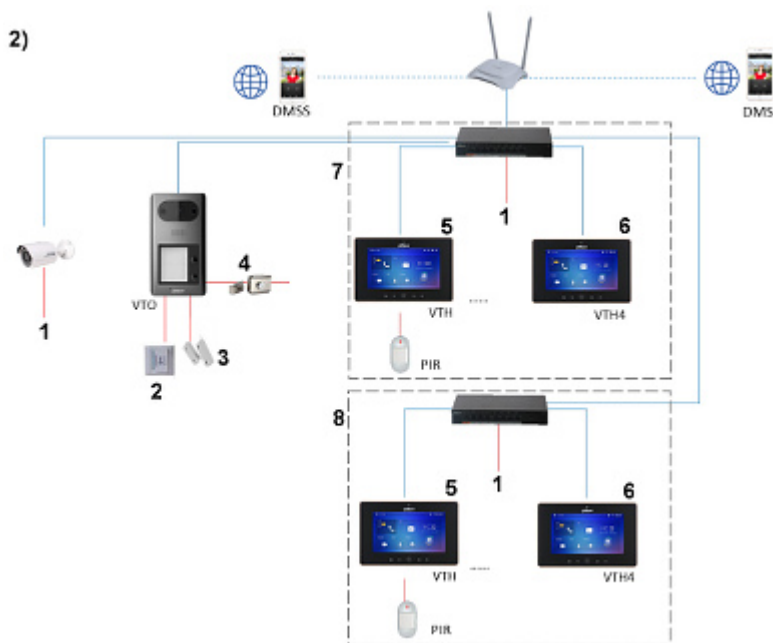 2)
DMSS
DMS
7
1
5
6
4
VTO
VTH
.....
VTH4
1
3
2
PIR
8
1
5
6
VTH
......
VTH4
PIR